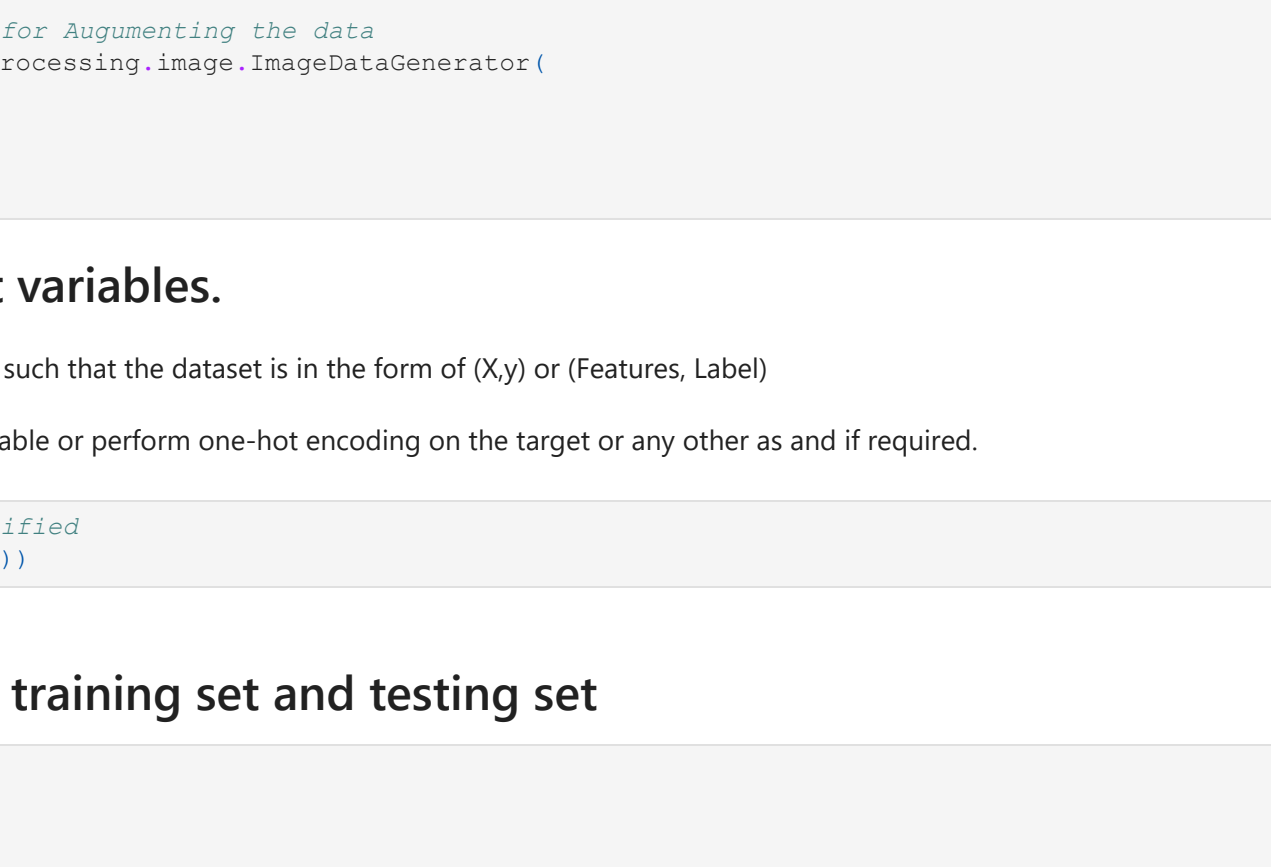 for Augumenting the data
rocessing.image.ImageDataGenerator(
variables.
such that the dataset is in the form of (X,y) or (Features, Label)
able or perform one-hot encoding on the target or any other as and if required.
ified
))
training set and testing set